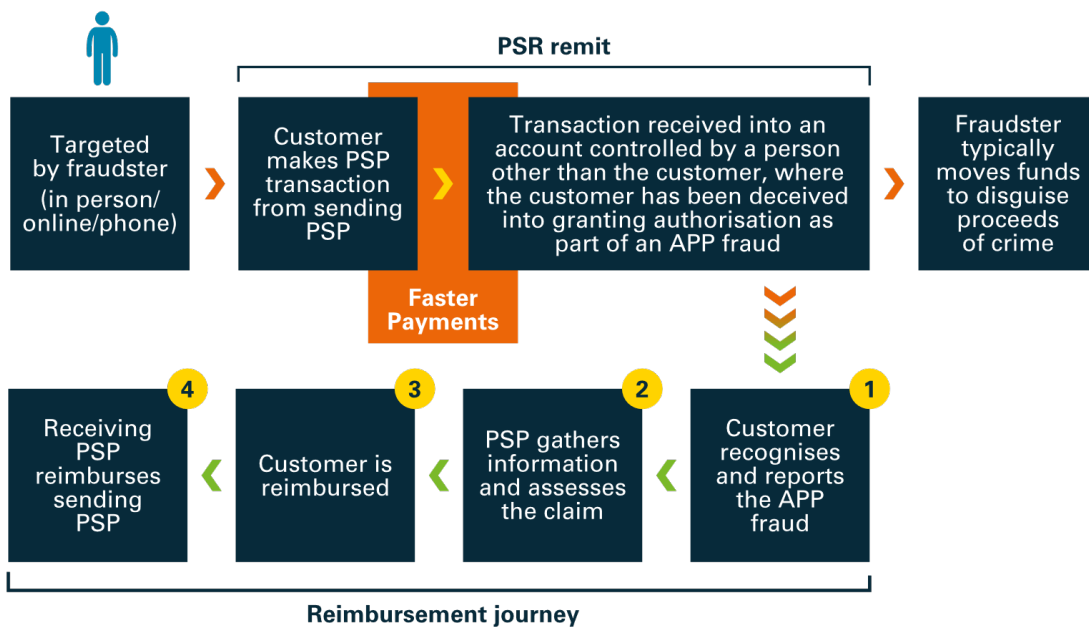 PSR remit
Targeted
by fraudster
(in person/
online/phone)
Customer
makes PSP
transaction
from sending
PSP
Transaction received into an
account controlled by a person
other than the customer, where
the customer has been deceived
into granting authorisation as
part of an APP fraud
Fraudster
typically
moves funds
to disguise
proceeds
of crime
Faster
Payments
4
Receiving
PSP
reimburses
sending
PSP
3
Customer is
reimbursed
2
PSP gathers
information
and assesses
the claim
1
Customer
recognises
and reports
the APP
fraud
Reimbursement journey